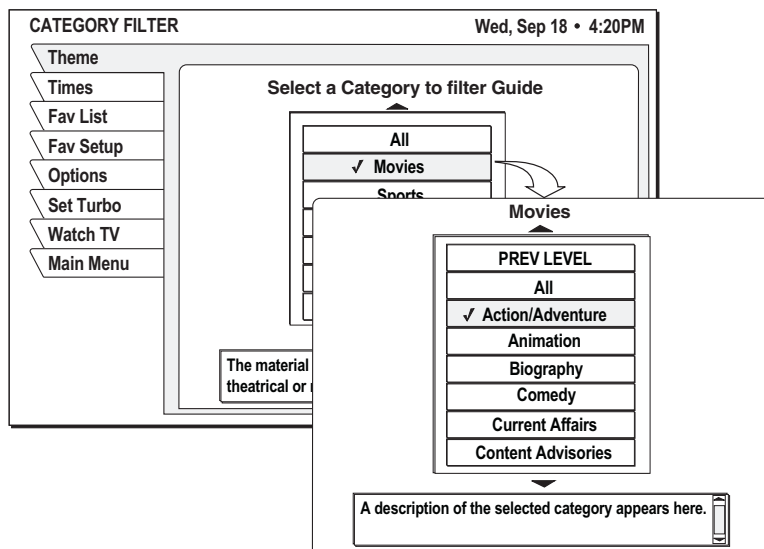 CATEGORY FILTER
Wed, Sep 18 • 4:20PM
Theme
Times
Fav List
Fav Setup
Options
Set Turbo
Watch TV
Main Menu
Select a Category to filter Guide
All
✓ Movies
Sports
The material
theatrical or
Movies
PREV LEVEL
All
✓ Action/Adventure
Animation
Biography
Comedy
Current Affairs
Content Advisories
A description of the selected category appears here.